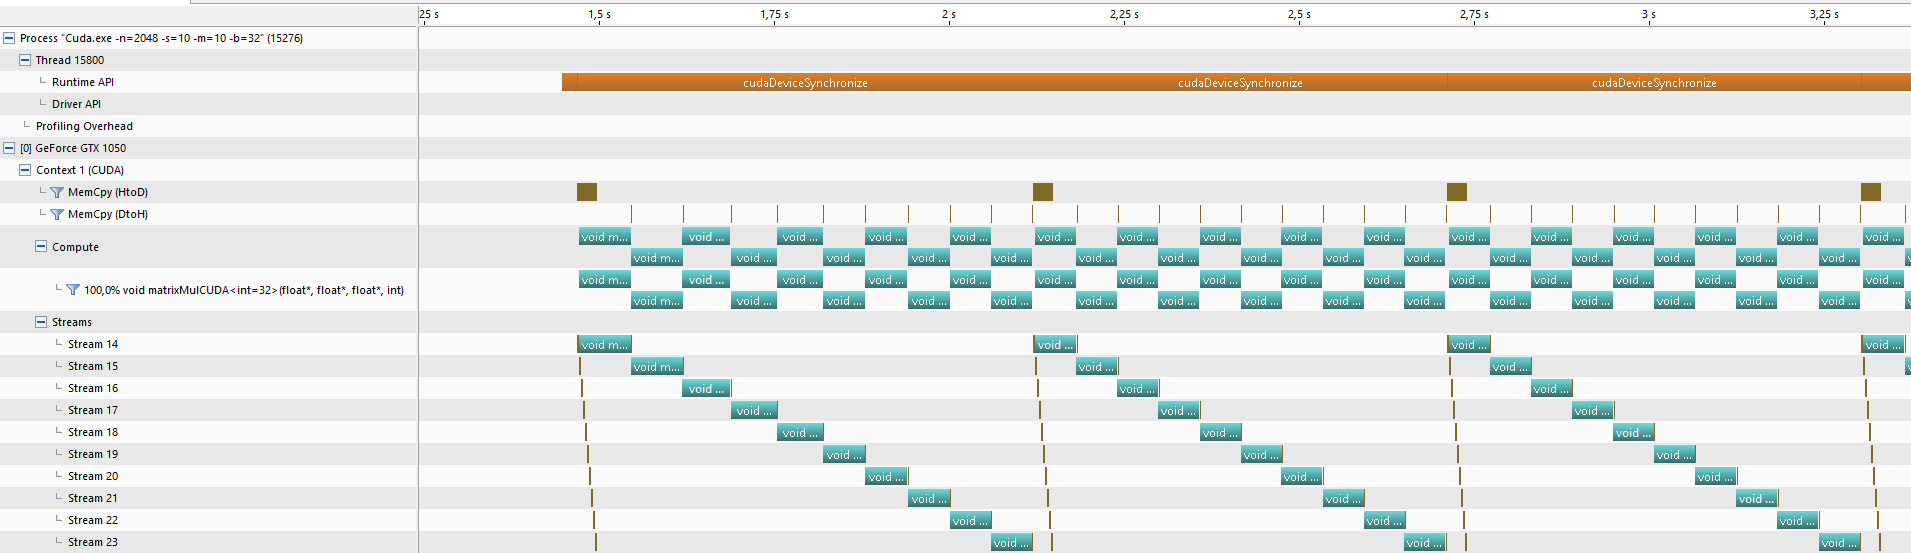 25 s 1,5 s 1,75 s 2 s 2,25 s 2,5 s 2,75 s 3 s 3,25 s
Process "Cuda.exe -n=2048 -s=10 -m=10 -b=32" (15276)
Thread 15800
Runtime API cudaDeviceSynchronize cudaDeviceSynchronize cudaDeviceSynchronize
Driver API
Profiling Overhead
[0] GeForce GTX 1050
Context 1 (CUDA)
MemCpy (HtoD)
MemCpy (DtoH)
void m... void ... void ... void ... void ... void ... void ... void ... void ... void ... void ... void ... void ... void ... void ... void ...
Compute
void m... void ... void ... void ... void ... void ... void ... void ... void ... void ... void ... void ... void ... void ... void ...
void m... void ... void ... void ... void ... void ... void ... void ... void ... void ... void ... void ... void ... void ... void ... void ...
100,0% void matrixMulCUDA<int=32>(float*, float*, float*, int)
void m... void ... void ... void ... void ... void ... void ... void ... void ... void ... void ... void ... void ... void ... void ...
Streams
Stream 14 void m... void ... void ... void ...
Stream 15 void m... void ... void ...
Stream 16 void ... void ... void ...
Stream 17 void ... void ... void ...
Stream 18 void ... void ... void ...
Stream 19 void ... void ... void ...
Stream 20 void ... void ... void ...
Stream 21 void ... void ... void ...
Stream 22 void ... void ... void ...
Stream 23 void ... void ... void ...